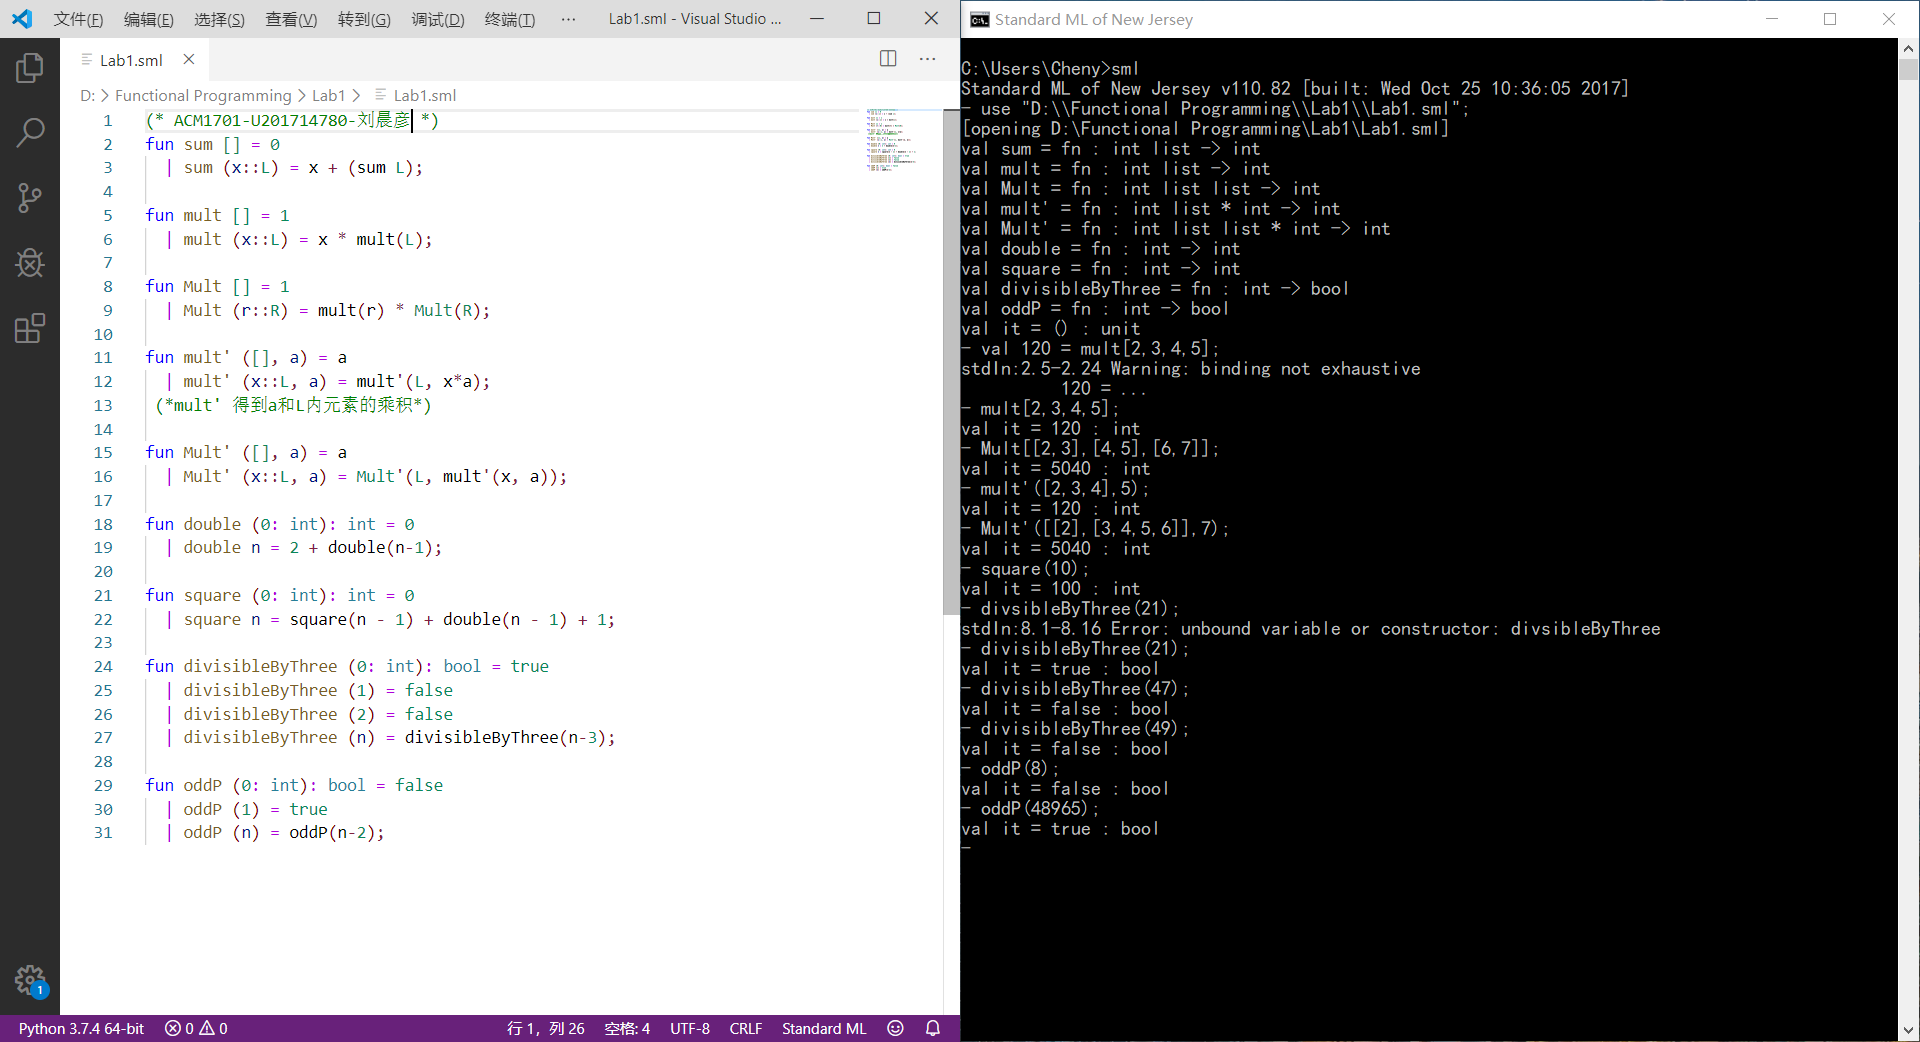 文件(F) 编辑(E) 选择(S) 查看(V) 转到(G) 调试(D) 终端(T) ··· Lab1.sml - Visual Studio ...
Lab1.sml
D: > Functional Programming > Lab1 > Lab1.sml
1 (* ACM1701-U201714780-刘晨彦 *)
2 fun sum [] = 0
3 | sum (x::L) = x + (sum L);
4
5 fun mult [] = 1
6 | mult (x::L) = x * mult(L);
7
8 fun Mult [] = 1
9 | Mult (r::R) = mult(r) * Mult(R);
10
11 fun mult' ([], a) = a
12 | mult' (x::L, a) = mult'(L, x*a);
13 (*mult' 得到a和L内元素的乘积*)
14
15 fun Mult' ([], a) = a
16 | Mult' (x::L, a) = Mult'(L, mult'(x, a));
17
18 fun double (0: int): int = 0
19 | double n = 2 + double(n-1);
20
21 fun square (0: int): int = 0
22 | square n = square(n - 1) + double(n - 1) + 1;
23
24 fun divisibleByThree (0: int): bool = true
25 | divisibleByThree (1) = false
26 | divisibleByThree (2) = false
27 | divisibleByThree (n) = divisibleByThree(n-3);
28
29 fun oddP (0: int): bool = false
30 | oddP (1) = true
31 | oddP (n) = oddP(n-2);
1
Python 3.7.4 64-bit 0 0 行 1, 列 26 空格: 4 UTF-8 CRLF Standard ML
Standard ML of New Jersey
C:\Users\Cheny>sml
Standard ML of New Jersey v110.82 [built: Wed Oct 25 10:36:05 2017]
- use "D:\\Functional Programming\\Lab1\\Lab1.sml";
[opening D:\Functional Programming\Lab1\Lab1.sml]
val sum = fn : int list -> int
val mult = fn : int list -> int
val Mult = fn : int list list -> int
val mult' = fn : int list * int -> int
val Mult' = fn : int list list * int -> int
val double = fn : int -> int
val square = fn : int -> int
val divisibleByThree = fn : int -> bool
val oddP = fn : int -> bool
val it = () : unit
- val 120 = mult[2,3,4,5];
stdIn:2.5-2.24 Warning: binding not exhaustive
120 = ...
- mult[2,3,4,5];
val it = 120 : int
- Mult[[2,3],[4,5],[6,7]];
val it = 5040 : int
- mult'([2,3,4],5);
val it = 120 : int
- Mult'([[2],[3,4,5,6]],7);
val it = 5040 : int
- square(10);
val it = 100 : int
- divsibleByThree(21);
stdIn:8.1-8.16 Error: unbound variable or constructor: divsibleByThree
- divisibleByThree(21);
val it = true : bool
- divisibleByThree(47);
val it = false : bool
- divisibleByThree(49);
val it = false : bool
- oddP(8);
val it = false : bool
- oddP(48965);
val it = true : bool
-